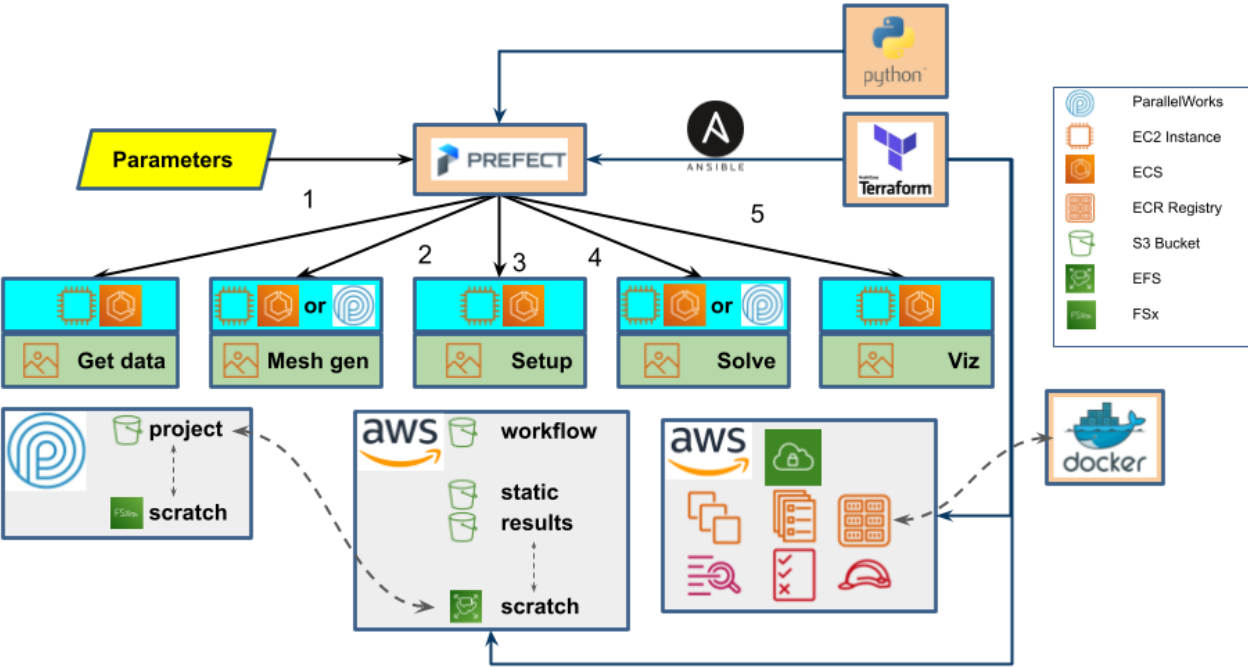 python
Parameters
PREFECT
ANSIBLE
HashiCorp
Terraform
ParallelWorks
EC2 Instance
ECS
ECR Registry
S3 Bucket
EFS
FSx
FSx
1
2
3
4
5
or
or
Get data
Mesh gen
Setup
Solve
Viz
project
FSx
scratch
aws
workflow
static
results
scratch
aws
docker